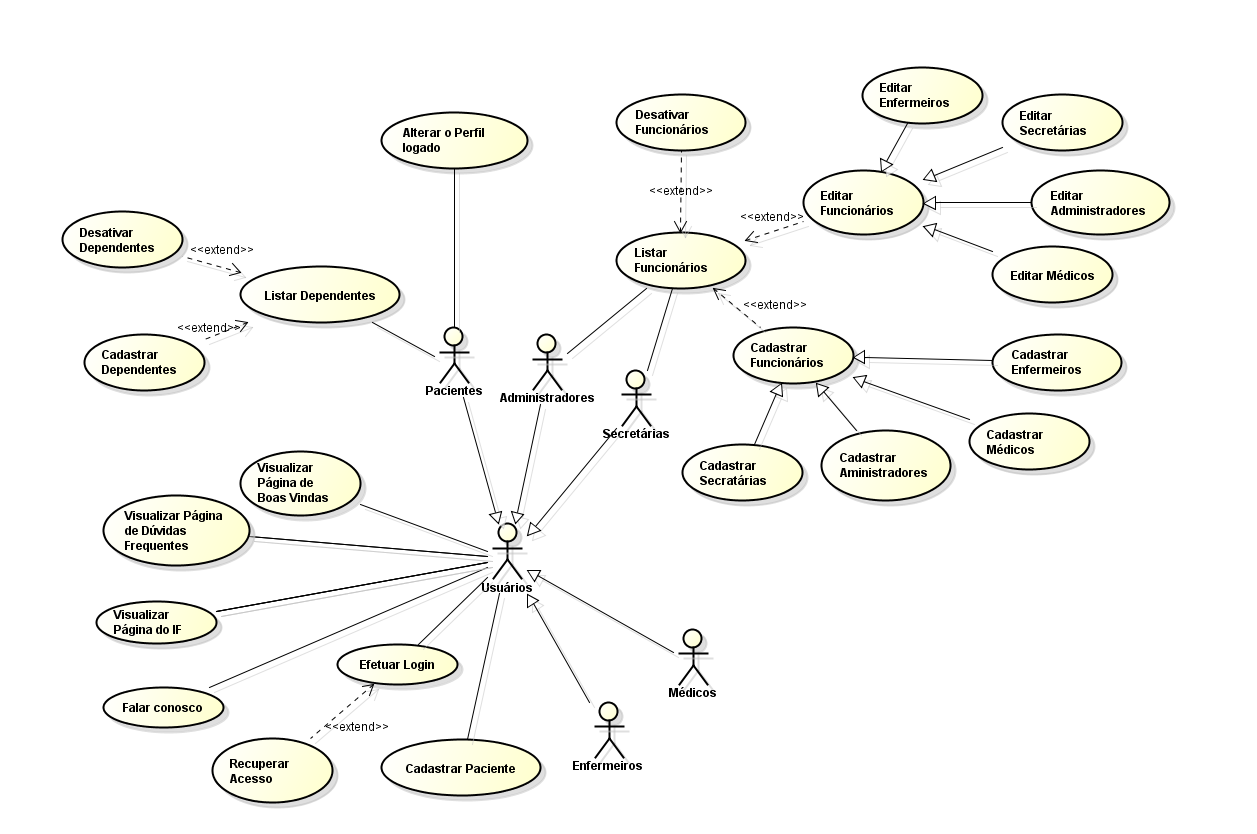 Editar
Enfermeiros
Desativar
Funcionários
Editar
Secretárias
Alterar o Perfil
logado
<<extend>>
Editar
Funcionários
Editar
Administradores
Desativar
Dependentes
<<extend>>
<<extend>>
Listar
Funcionários
Editar Médicos
Listar Dependentes
<<extend>>
<<extend>>
Cadastrar
Dependentes
Cadastrar
Funcionários
Cadastrar
Enfermeiros
Pacientes
Administradores
Secretárias
Cadastrar
Médicos
Cadastrar
Secratárias
Cadastrar
Aministradores
Visualizar
Página de
Boas Vindas
Visualizar Página
de Dúvidas
Frequentes
Usuários
Visualizar
Página do IF
Efetuar Login
Médicos
Falar conosco
<<extend>>
Recuperar
Acesso
Cadastrar Paciente
Enfermeiros